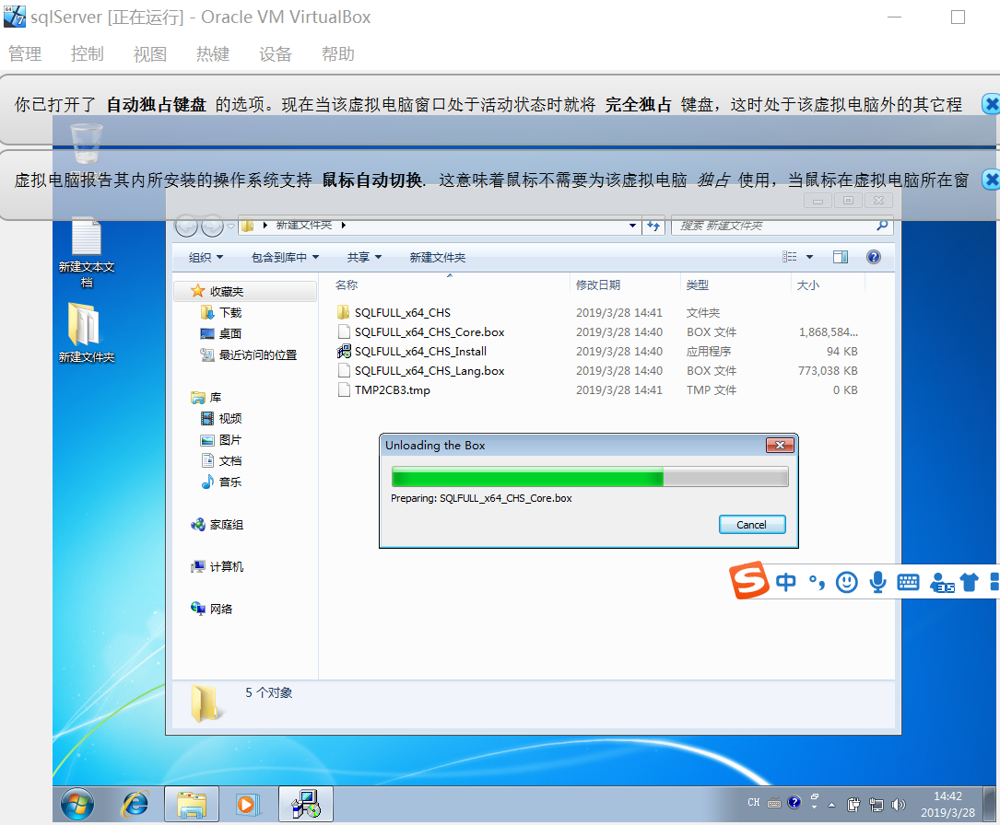 sqlServer [正在运行] - Oracle VM VirtualBox
管理 控制 视图 热键 设备 帮助
你已打开了 自动独占键盘 的选项。现在当该虚拟电脑窗口处于活动状态时就将 完全独占 键盘，这时处于该虚拟电脑外的其它程
虚拟电脑报告其内所安装的操作系统支持 鼠标自动切换. 这意味着鼠标不需要为该虚拟电脑 独占 使用，当鼠标在虚拟电脑所在窗
新建文件夹 搜索 新建文件夹
组织 包含到库中 共享 新建文件夹
新建文本文
档
新建文件夹
收藏夹
下载
桌面
最近访问的位置
库
视频
图片
文档
音乐
家庭组
计算机
网络
名称 修改日期 类型 大小
SQLFULL_x64_CHS 2019/3/28 14:41 文件夹
SQLFULL_x64_CHS_Core.box 2019/3/28 14:40 BOX 文件 1,868,584...
SQLFULL_x64_CHS_Install 2019/3/28 14:40 应用程序 94 KB
SQLFULL_x64_CHS_Lang.box 2019/3/28 14:40 BOX 文件 773,038 KB
TMP2CB3.tmp 2019/3/28 14:41 TMP 文件 0 KB
Unloading the Box
Preparing: SQLFULL_x64_CHS_Core.box
Cancel
中
35
5 个对象
CH
14:42
2019/3/28